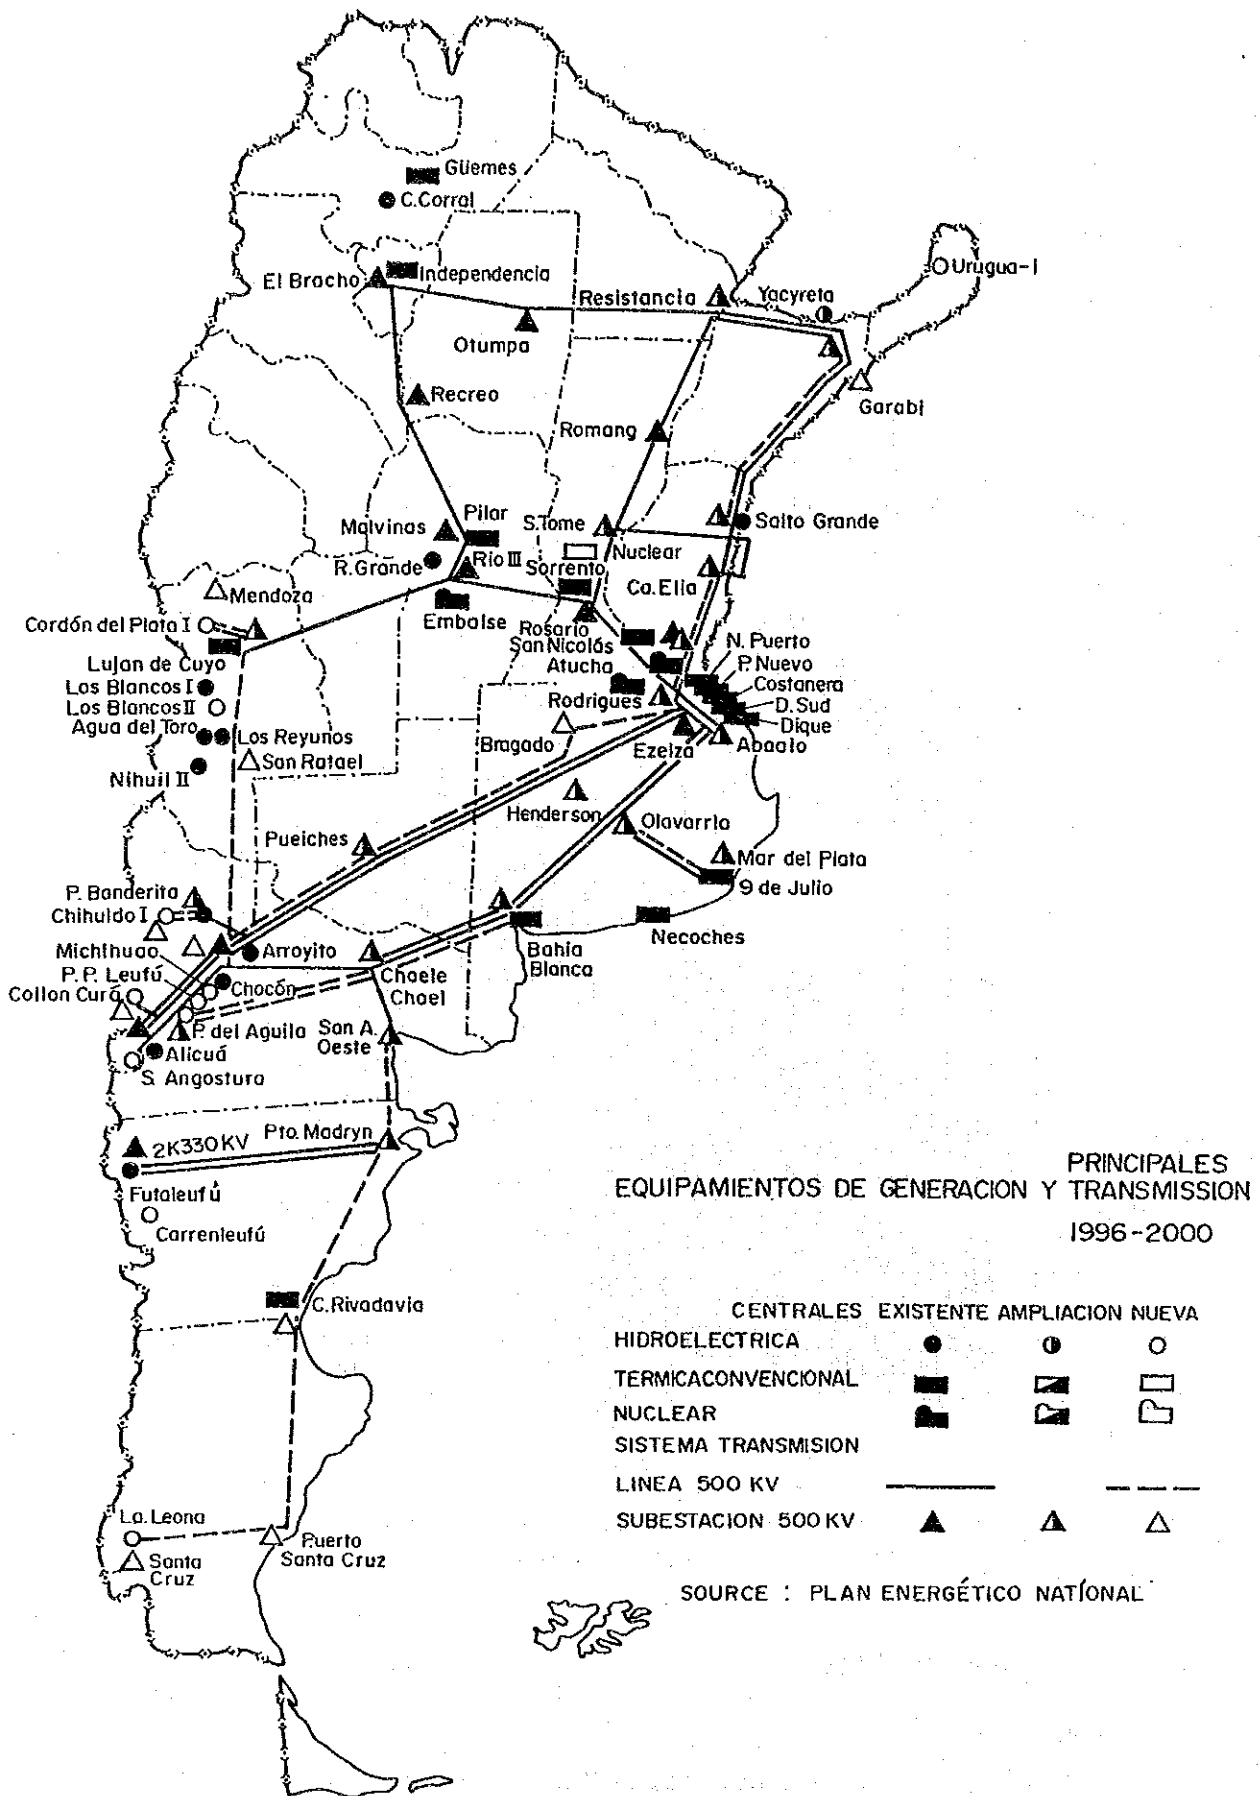 Güemes
C.Corral
El Bracho
Independencia
Urugua-I
Resistancia
Yacyreta
Otumpa
Garabi
Recreo
Romang
Malvinas
Pilar
S.Tome
Salto Grande
R.Grande
Rio III
Nuclear
Sorrento
Ca.Elia
Mendoza
Cordón del Plata I
Embalse
Rosario
San Nicolás
Atucha
N. Puerto
P. Nuevo
Costanera
D. Sud
Dique
Lujan de Cuyo
Los Blancos I
Los Blancos II
Agua del Toro
Los Reyunos
Rodrigues
Bragado
Ezeiza
Abasto
San Rafael
Nihuil II
Henderson
Olavarria
Pueiches
Mar del Plata
9 de Julio
P. Banderita
Chihuido I
Necoches
Michihuao
Arroyito
Bahia
Blanca
P.P. Leufú
Chocón
Choele
Choel
Collon Curá
P. del Aguila
San A.
Oeste
Alicuá
S. Angostura
2K330KV
Pto. Madryn
Futaleufú
Carrenleufú
C.Rivadavia
La. Leona
Puerto
Santa Cruz
Santa
Cruz
PRINCIPALES
EQUIPAMIENTOS DE GENERACION Y TRANSMISSION
1996-2000
CENTRALES EXISTENTE AMPLIACION NUEVA
HIDROELECTRICA
TERMICACONVENCIONAL
NUCLEAR
SISTEMA TRANSMISION
LINEA 500 KV
SUBESTACION 500 KV
SOURCE : PLAN ENERGÉTICO NATÍONAL